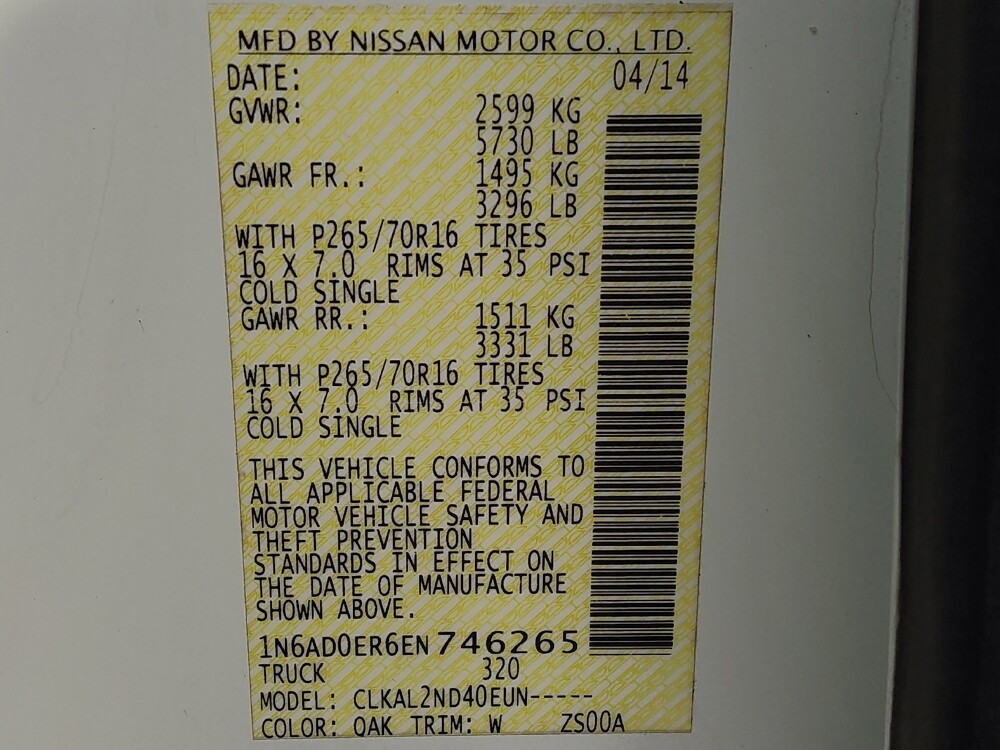 MFD BY NISSAN MOTOR CO., LTD.
DATE: 04/14
GVWR: 2599 KG
5730 LB
GAWR FR.: 1495 KG
3296 LB
WITH P265/70R16 TIRES
16 X 7.0 RIMS AT 35 PSI
COLD SINGLE
GAWR RR.: 1511 KG
3331 LB
WITH P265/70R16 TIRES
16 X 7.0 RIMS AT 35 PSI
COLD SINGLE
THIS VEHICLE CONFORMS TO
ALL APPLICABLE FEDERAL
MOTOR VEHICLE SAFETY AND
THEFT PREVENTION
STANDARDS IN EFFECT ON
THE DATE OF MANUFACTURE
SHOWN ABOVE.
1N6AD0ER6EN746265
TRUCK 320
MODEL: CLKAL2ND40EUN-----
COLOR: QAK TRIM: W ZS00A